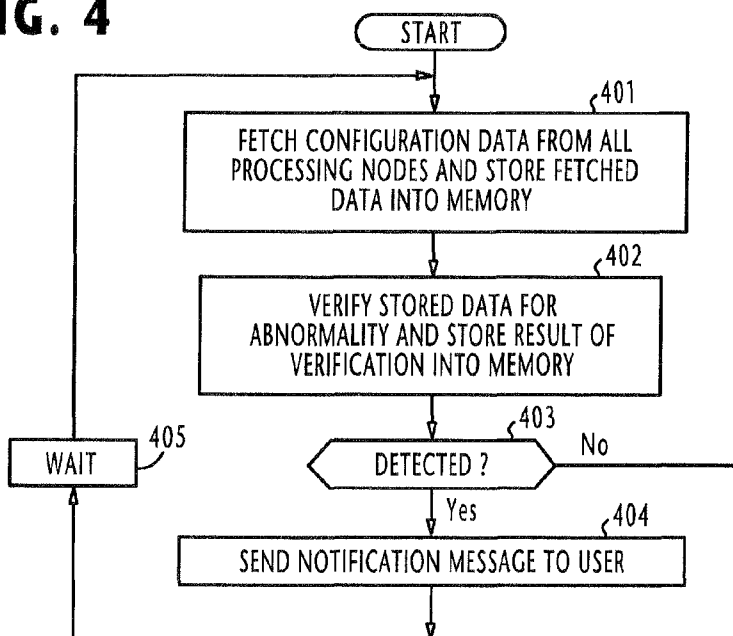 IG. 4
START
401
FETCH CONFIGURATION DATA FROM ALL
PROCESSING NODES AND STORE FETCHED
DATA INTO MEMORY
402
VERIFY STORED DATA FOR
ABNORMALITY AND STORE RESULT OF
VERIFICATION INTO MEMORY
403
DETECTED ?
No
WAIT
405
Yes
404
SEND NOTIFICATION MESSAGE TO USER